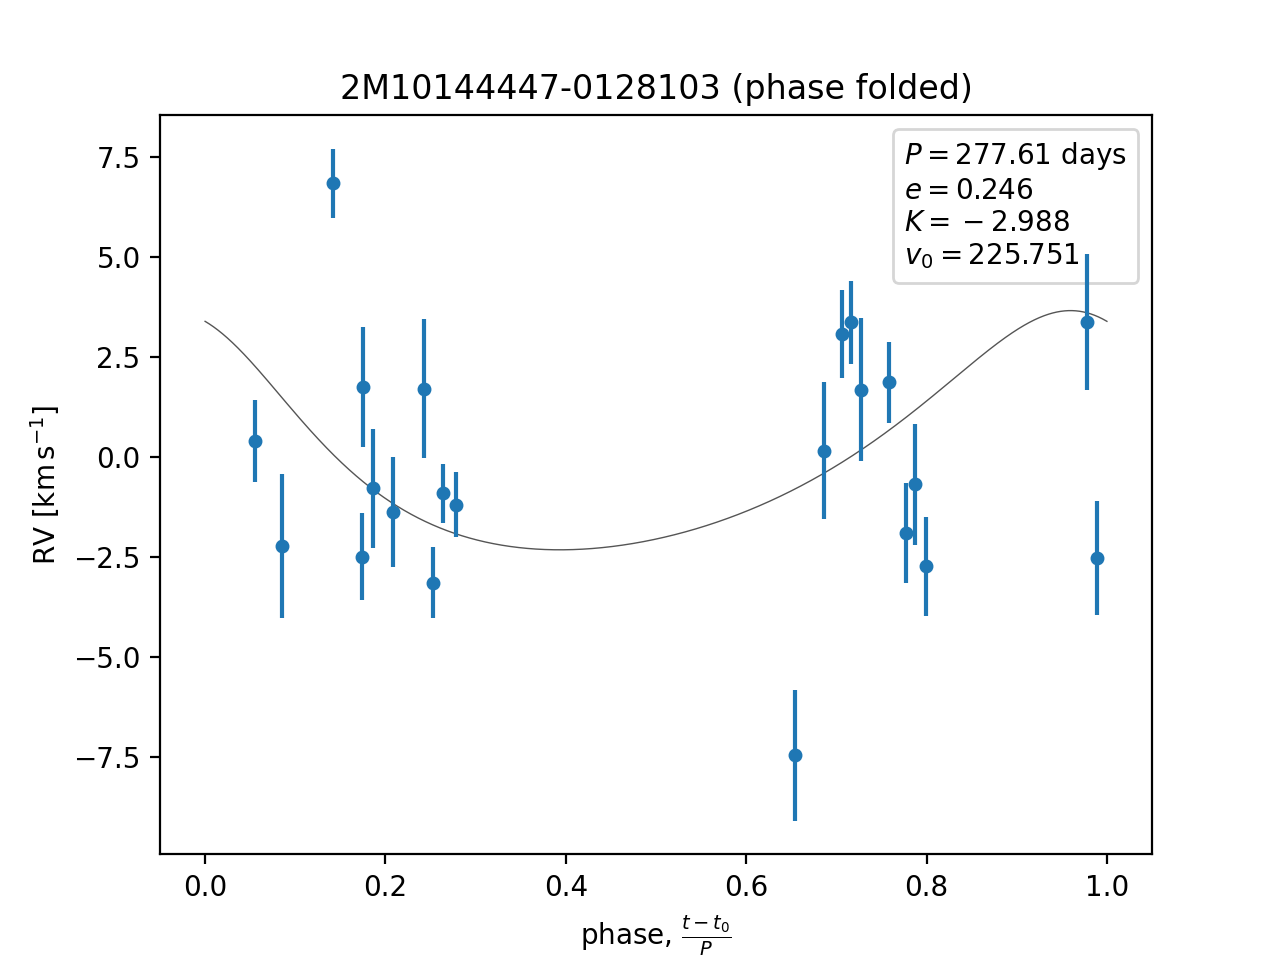 2M10144447-0128103 (phase folded)
P = 277.61 days
e = 0.246
K = −2.988
v₀ = 225.751
RV [km s⁻¹]
7.5
5.0
2.5
0.0
−2.5
−5.0
−7.5
0.0 0.2 0.4 0.6 0.8 1.0
phase, (t − t₀)/P